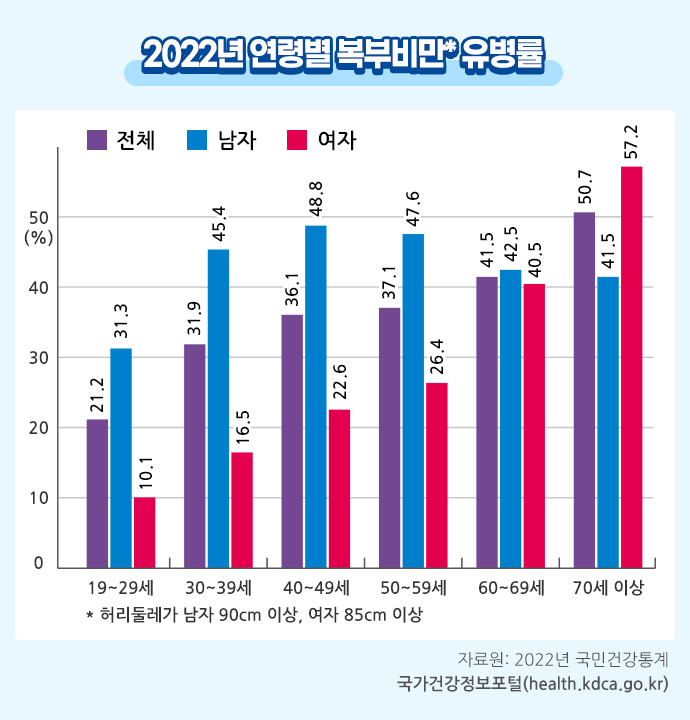 2022년 연령별 복부비만* 유병률
전체 남자 여자
50
(%)
40
30
20
10
0
21.2 31.3 10.1
31.9 45.4 16.5
36.1 48.8 22.6
37.1 47.6 26.4
41.5 42.5 40.5
50.7 41.5 57.2
19~29세 30~39세 40~49세 50~59세 60~69세 70세 이상
* 허리둘레가 남자 90cm 이상, 여자 85cm 이상
자료원: 2022년 국민건강통계
국가건강정보포털(health.kdca.go.kr)